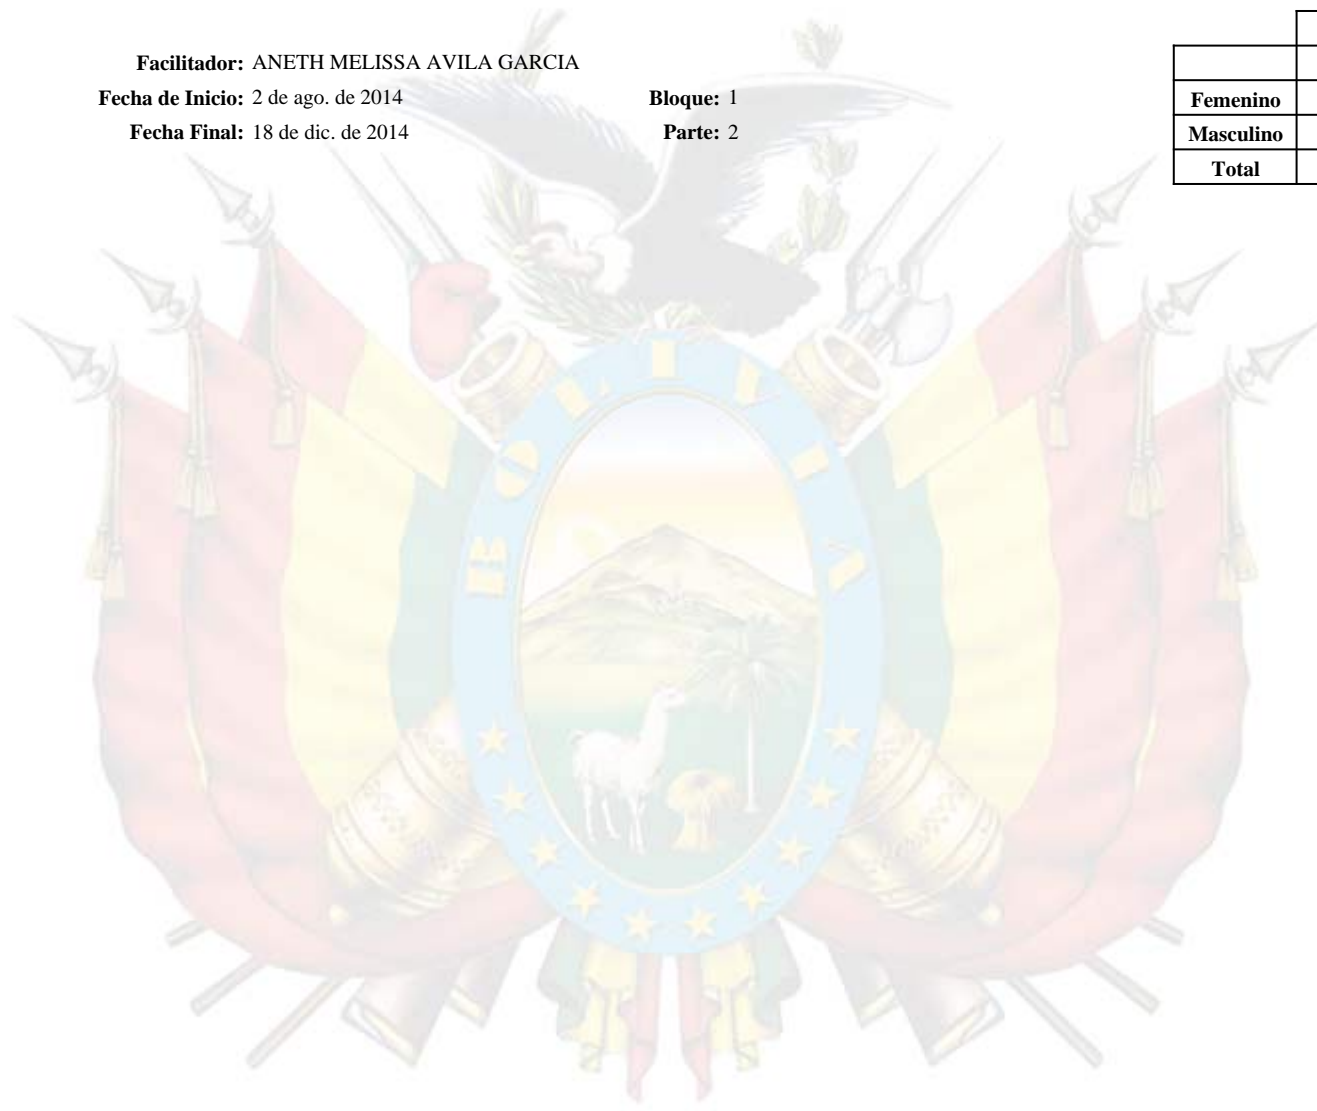 Facilitador: ANETH MELISSA AVILA GARCIA
Fecha de Inicio: 2 de ago. de 2014 Bloque: 1
Fecha Final: 18 de dic. de 2014 Parte: 2
Femenino
Masculino
Total
BOLIVIA